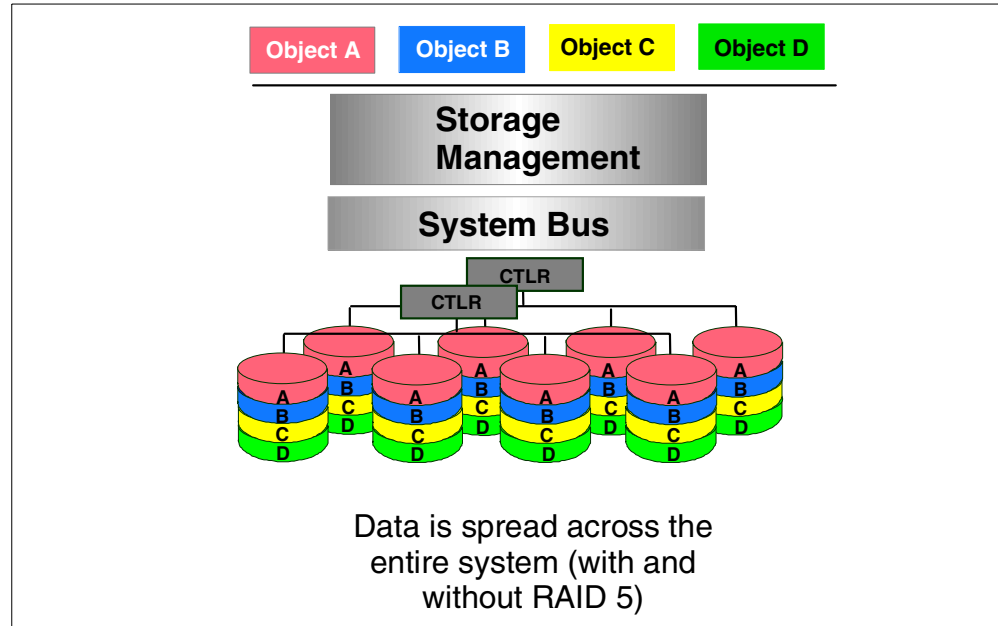 Object A Object B Object C Object D
Storage
Management
System Bus
CTLR
CTLR
A A A A
B B B B
C C C C
D D D D
A A A A
B B B B
C C C C
D D D D
Data is spread across the
entire system (with and
without RAID 5)